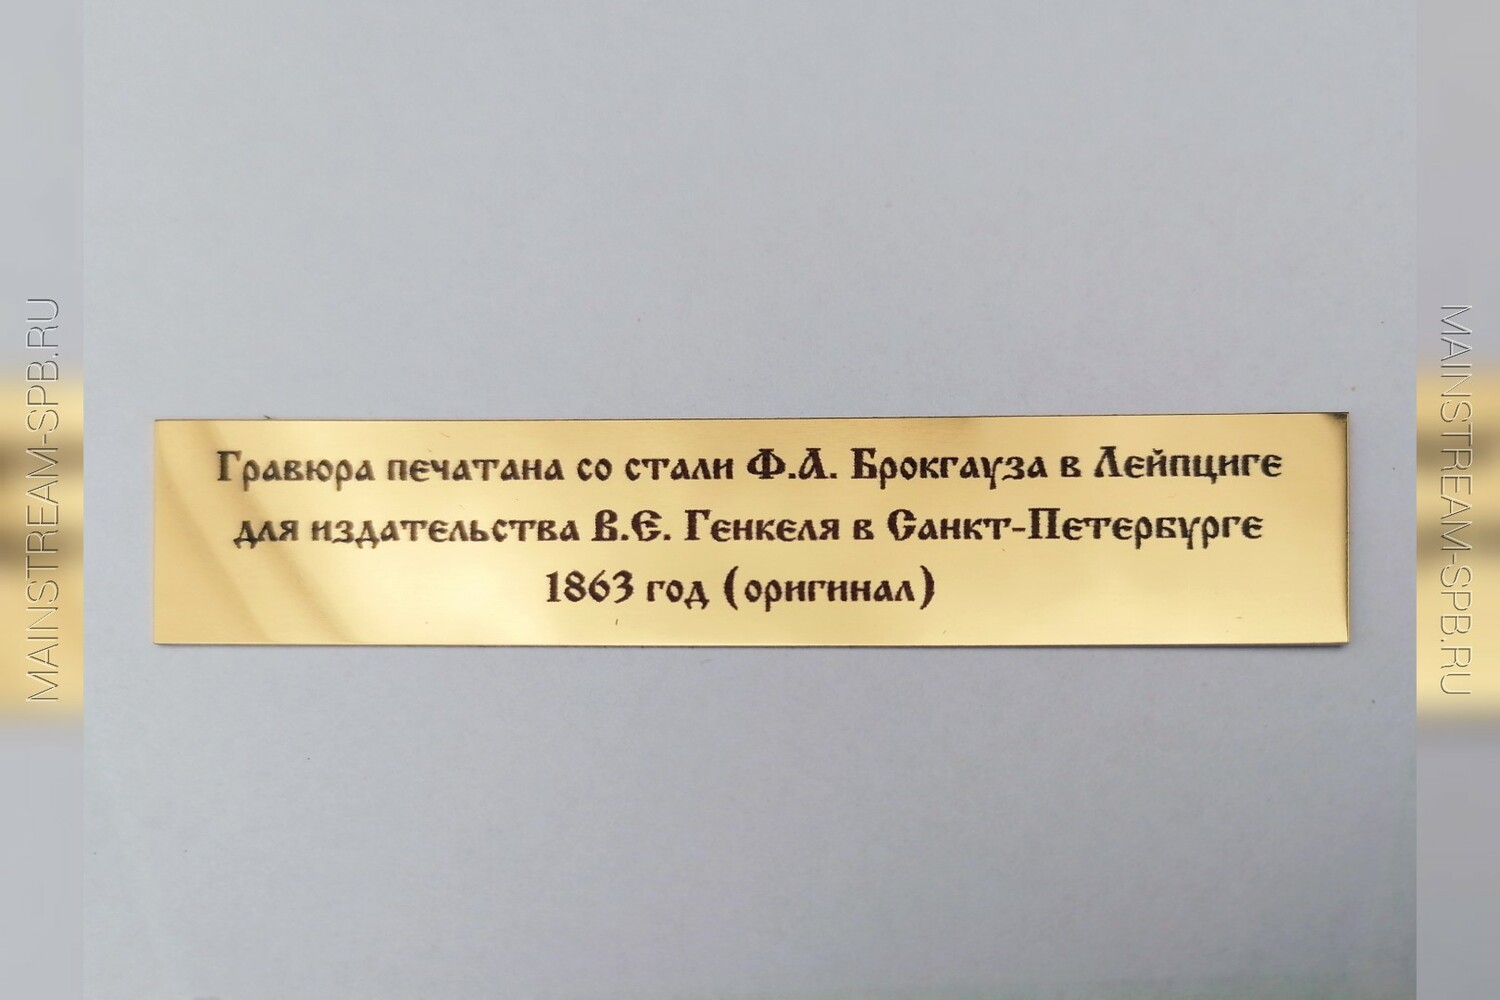 Гравюра печатана со стали Ф.А. Брокгауза в Лейпциге
для издательства В.Е. Генкеля в Санкт-Петербурге
1863 год (оригинал)
MAINSTREAM-SPB.RU
MAINSTREAM-SPB.RU